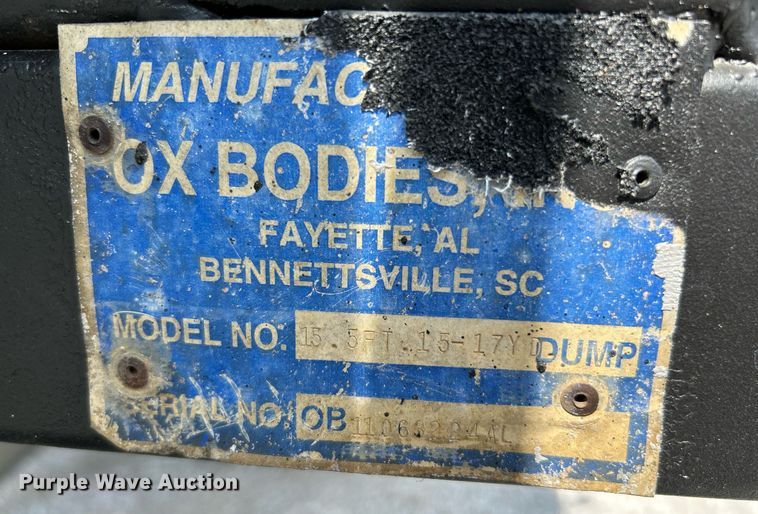 MANUFAC
OX BODIES,
FAYETTE, AL
BENNETTSVILLE, SC
MODEL NO. 15.5FT.15-17YD DUMP
SERIAL NO. OB
Purple Wave Auction